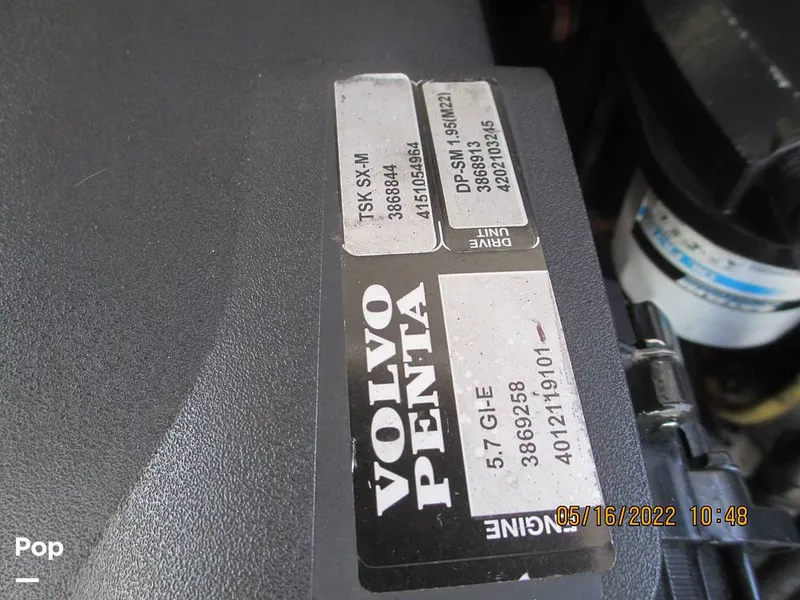 TSK SX-M
3868844
4151054964
DP-SM 1.95(M22)
3868913
4202103245
DRIVE
UNIT
VOLVO
PENTA
5.7 GI-E
3869258
4012119101
ENGINE
05/16/2022 10:48
Pop